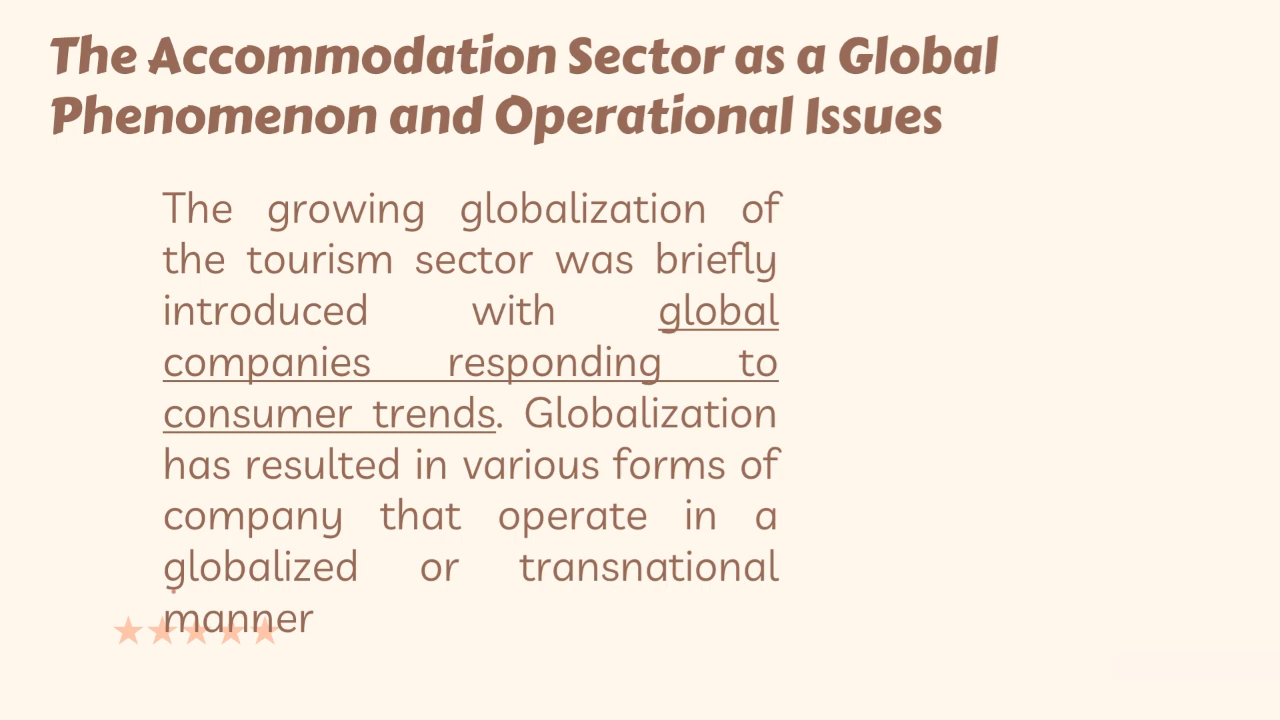 The Accommodation Sector as a Global
Phenomenon and Operational Issues
The growing globalization of
the tourism sector was briefly
introduced with global
companies responding to
consumer trends. Globalization
has resulted in various forms of
company that operate in a
globalized or transnational
manner